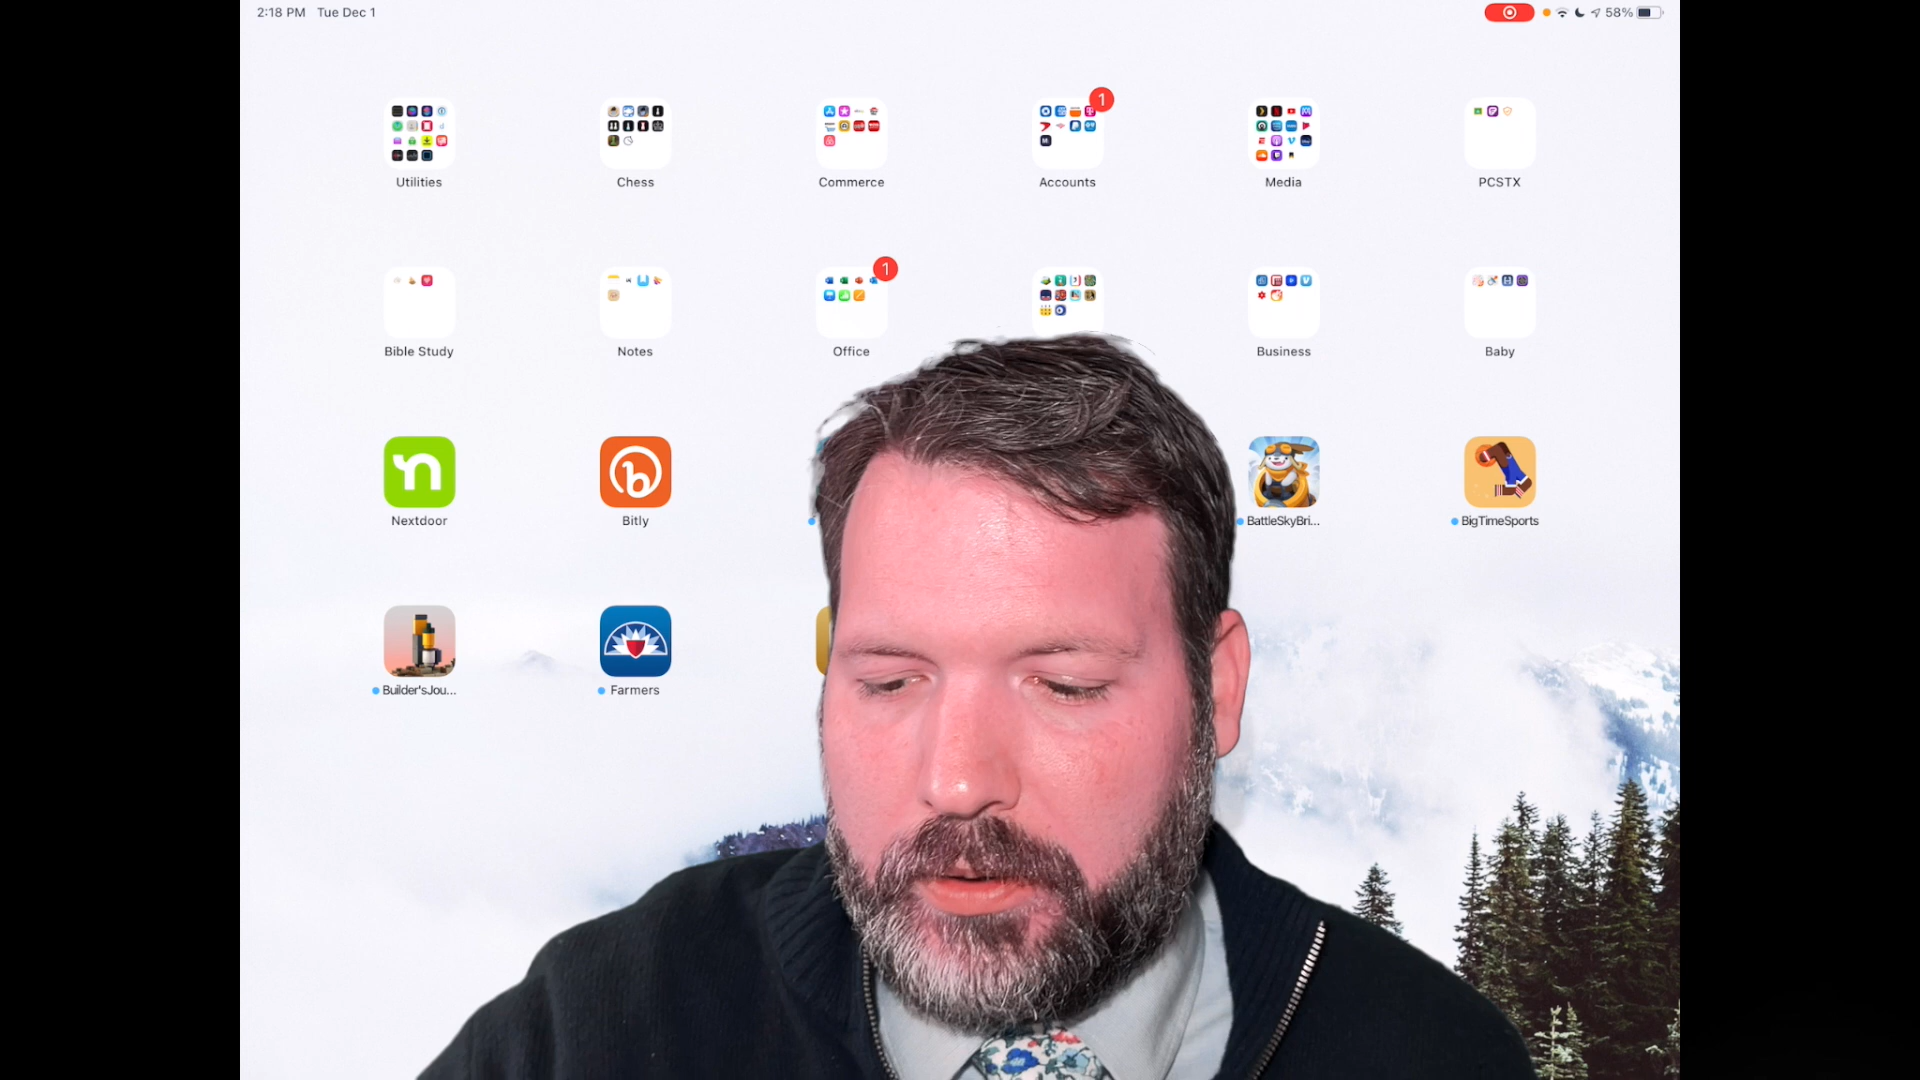 2:18 PM Tue Dec 1
58%
1
Utilities
Chess
Commerce
Accounts
Media
PCSTX
1
Bible Study
Notes
Office
Business
Baby
Nextdoor
Bitly
BattleSkyBri...
BigTimeSports
Builder'sJou...
Farmers